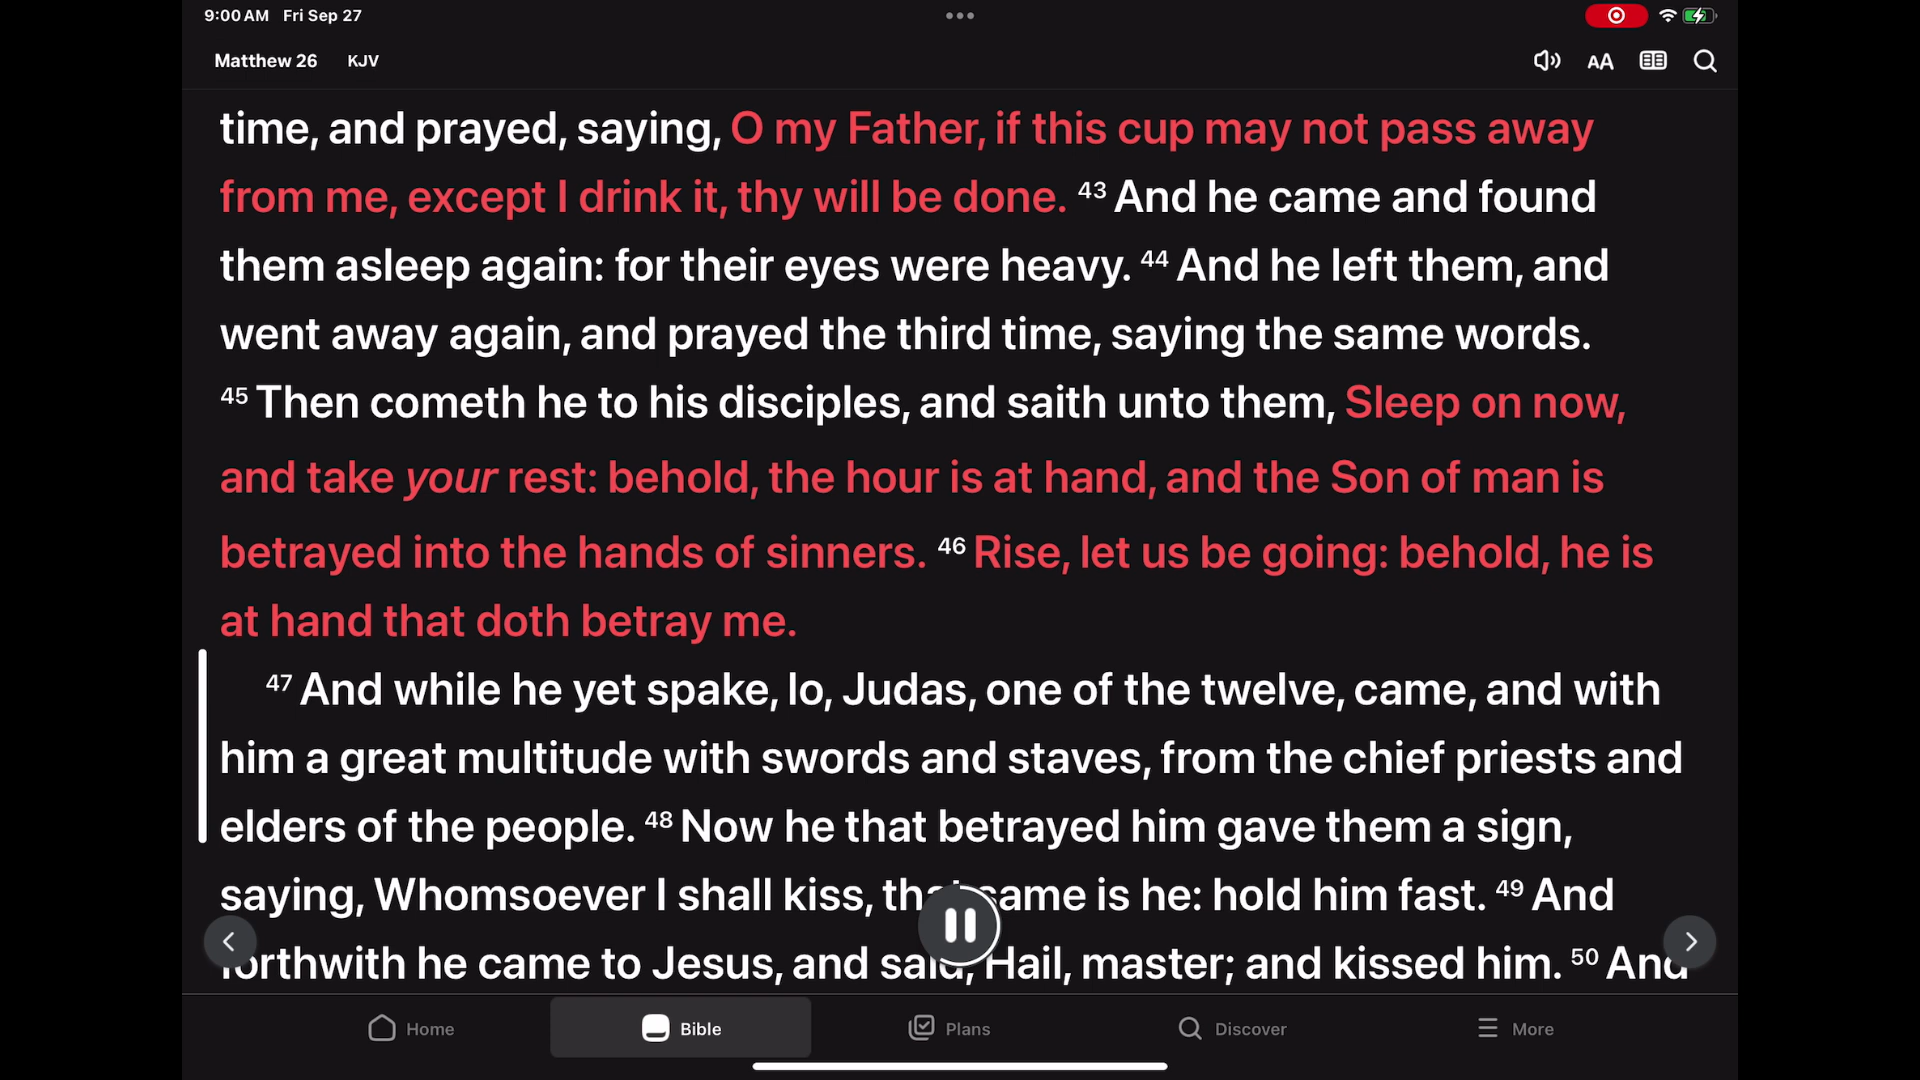 9:00 AM Fri Sep 27
Matthew 26 KJV AA
time, and prayed, saying, O my Father, if this cup may not pass away
from me, except I drink it, thy will be done. 43 And he came and found
them asleep again: for their eyes were heavy. 44 And he left them, and
went away again, and prayed the third time, saying the same words.
45 Then cometh he to his disciples, and saith unto them, Sleep on now,
and take your rest: behold, the hour is at hand, and the Son of man is
betrayed into the hands of sinners. 46 Rise, let us be going: behold, he is
at hand that doth betray me.
47 And while he yet spake, lo, Judas, one of the twelve, came, and with
him a great multitude with swords and staves, from the chief priests and
elders of the people. 48 Now he that betrayed him gave them a sign,
saying, Whomsoever I shall kiss, that same is he: hold him fast. 49 And
forthwith he came to Jesus, and said, Hail, master; and kissed him. 50 And
Home Bible Plans Discover More